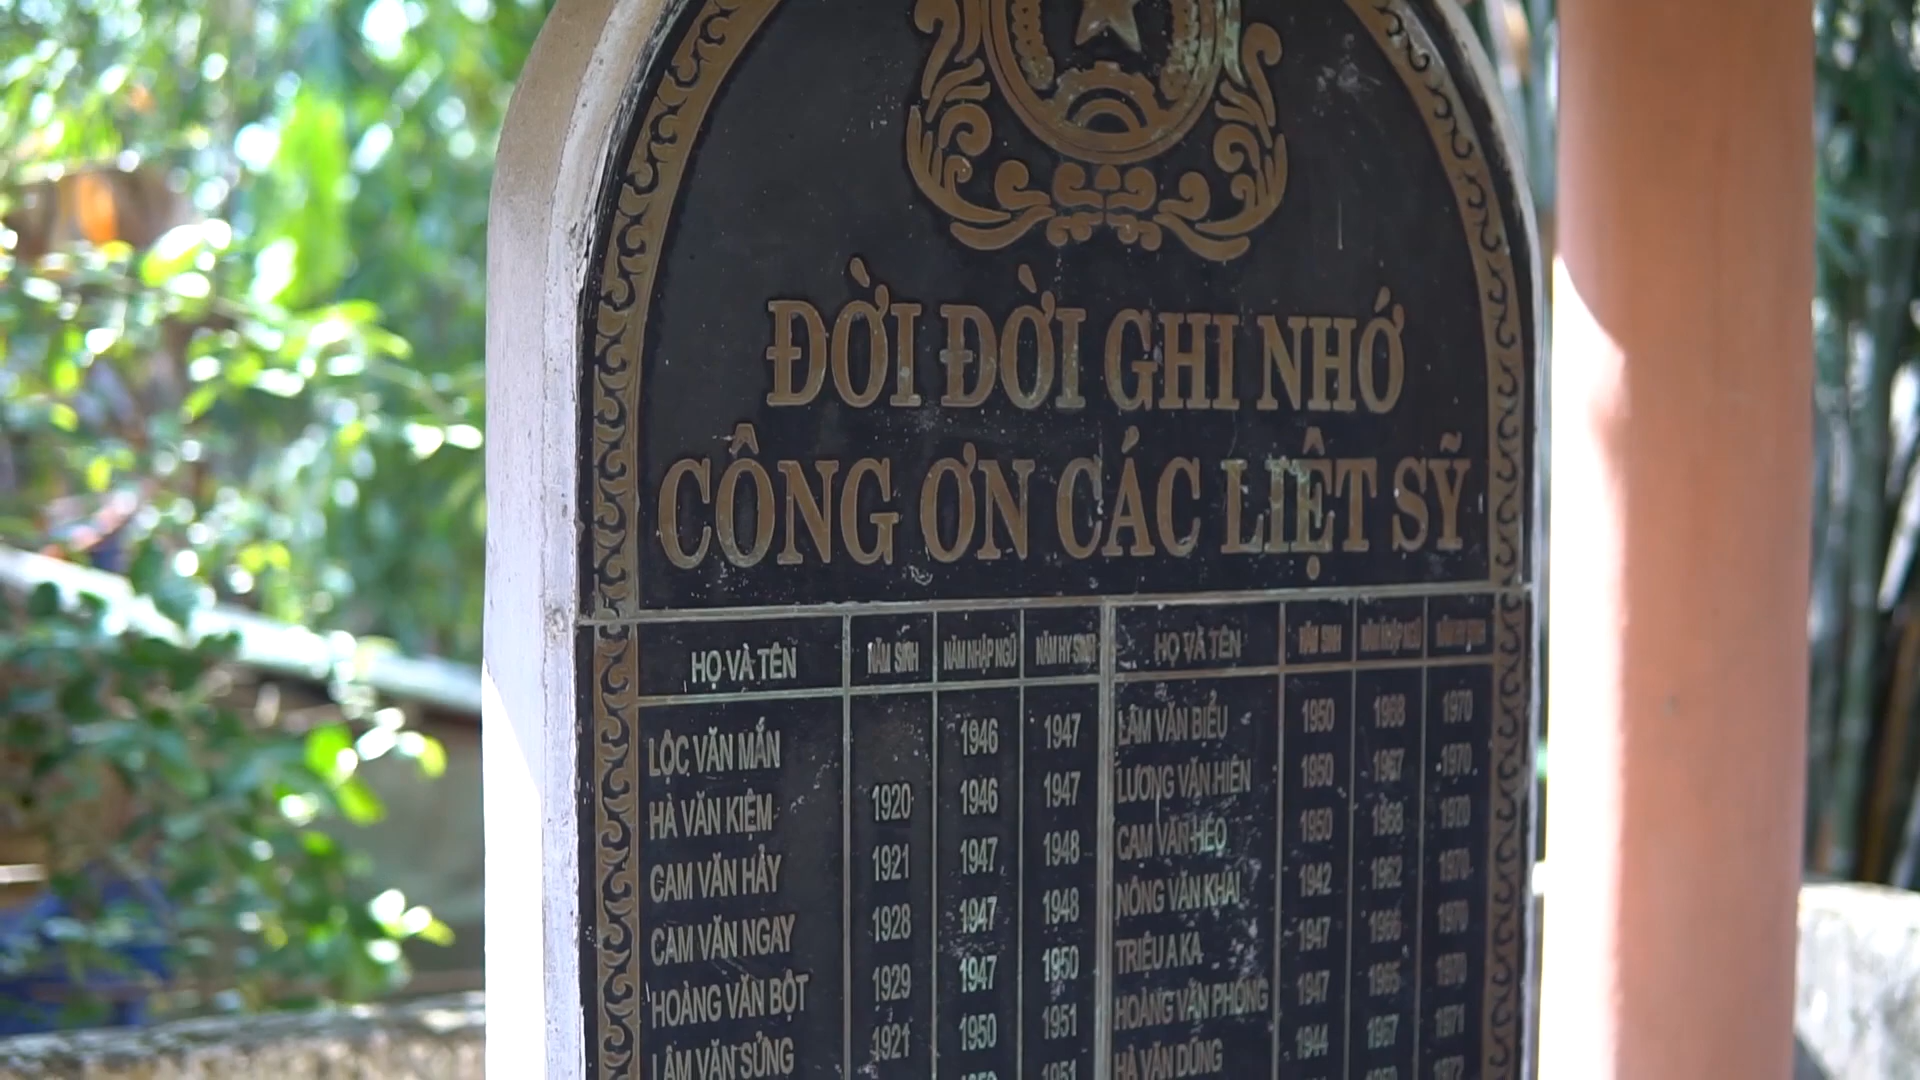 ĐỜI ĐỜI GHI NHỚ
CÔNG ƠN CÁC LIỆT SỸ
HỌ VÀ TÊN NĂM SINH NĂM NHẬP NGŨ NĂM HY SINH HỌ VÀ TÊN NĂM SINH NĂM NHẬP NGŨ NĂM HY SINH
LỘC VĂN MẮN 1946 1947 LÂM VĂN BIỂU 1950 1968 1970
HÀ VĂN KIỆM 1920 1946 1947 LƯƠNG VĂN HIẾN 1950 1967 1970
CAM VĂN HẢY 1921 1947 1948 CAM VĂN HÉO 1950 1968 1970
CAM VĂN NGAY 1928 1947 1948 NÔNG VĂN KHAI 1942 1962 1970
HOÀNG VĂN BỘT 1929 1947 1950 TRIỆU A KA 1947 1966 1970
LÂM VĂN SỬNG 1921 1950 1951 HOÀNG VĂN PHÓNG 1947 1965 1970
1951 HÀ VĂN DŨNG 1944 1967 1971
1972